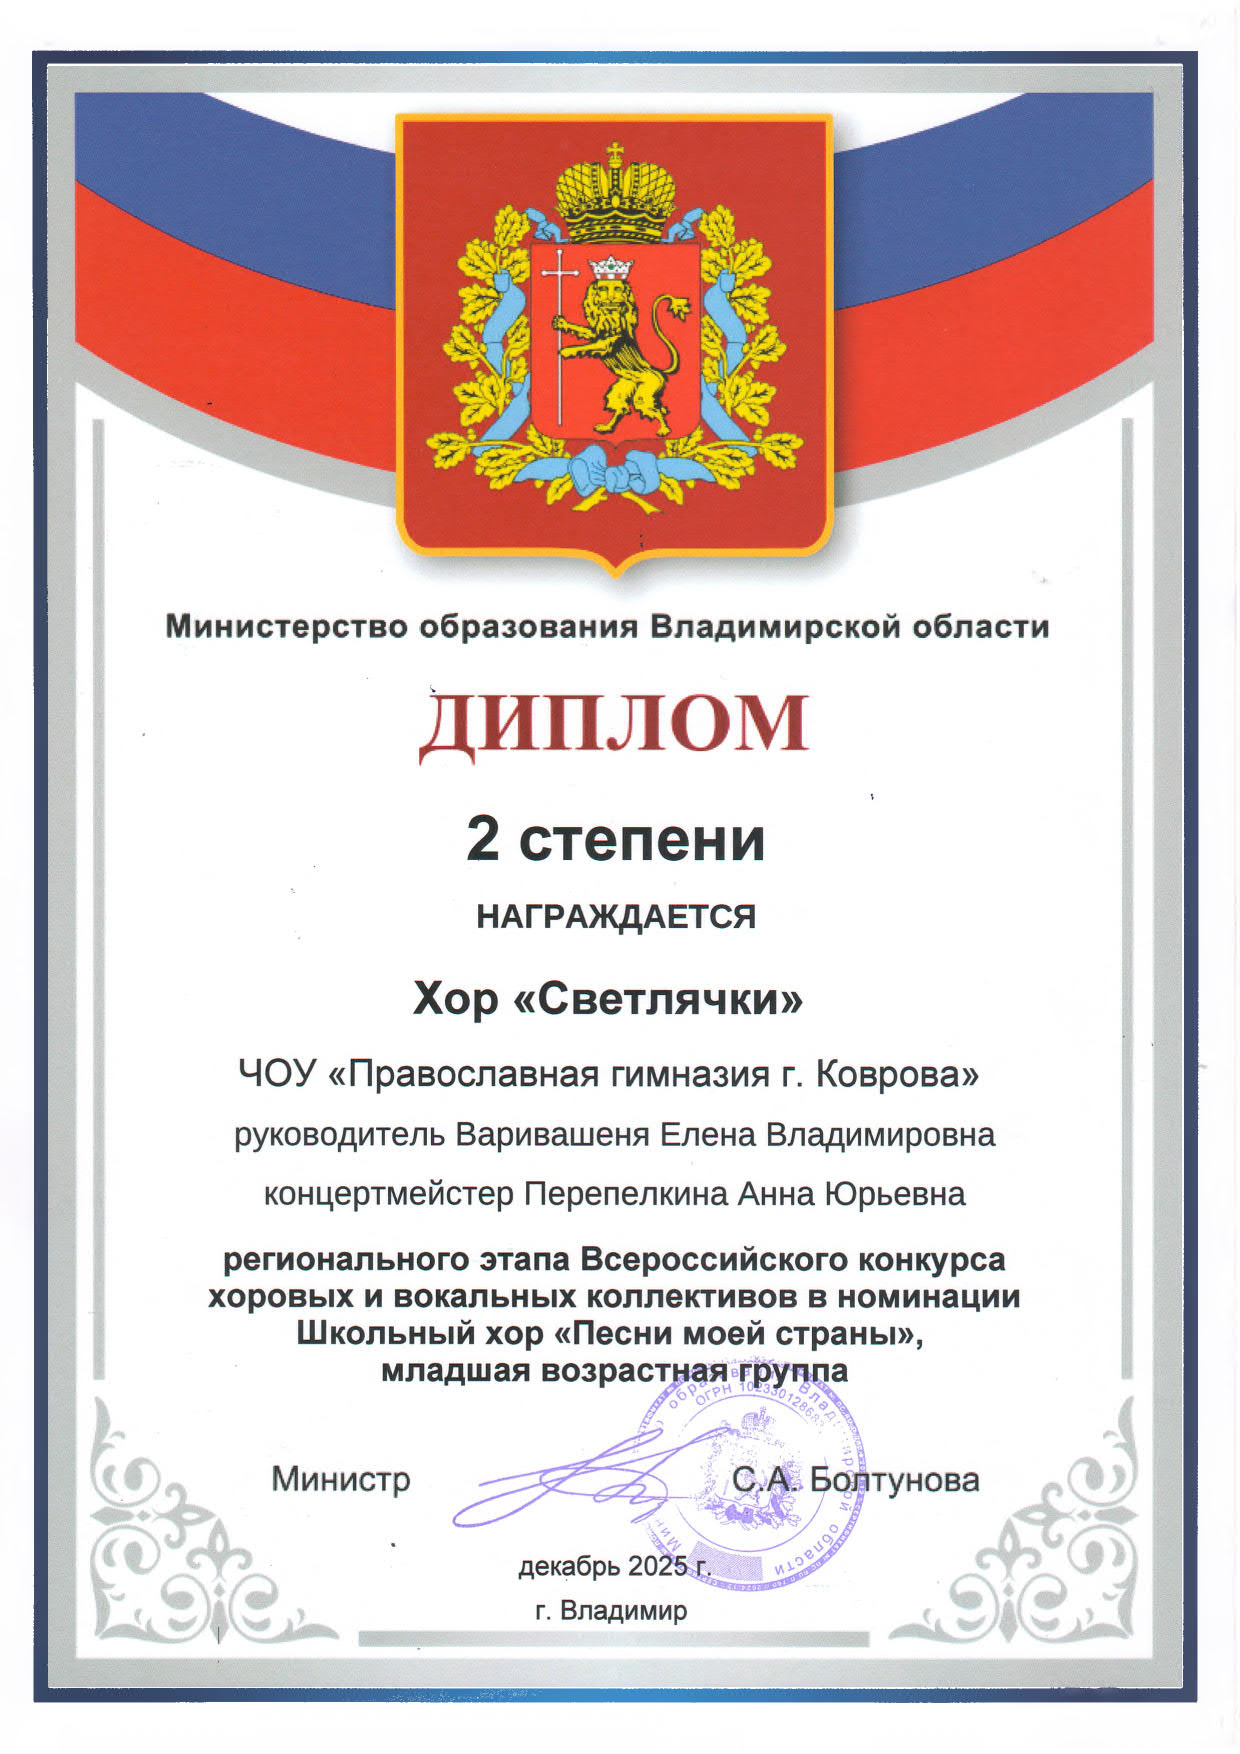 Министерство образования Владимирской области
ДИПЛОМ
2 степени
НАГРАЖДАЕТСЯ
Хор «Светлячки»
ЧОУ «Православная гимназия г. Коврова»
руководитель Варивашеня Елена Владимировна
концертмейстер Перепелкина Анна Юрьевна
регионального этапа Всероссийского конкурса
хоровых и вокальных коллективов в номинации
Школьный хор «Песни моей страны»,
младшая возрастная группа
Министр
С.А. Болтунова
ОГРН
области
декабрь 2025 г.
г. Владимир